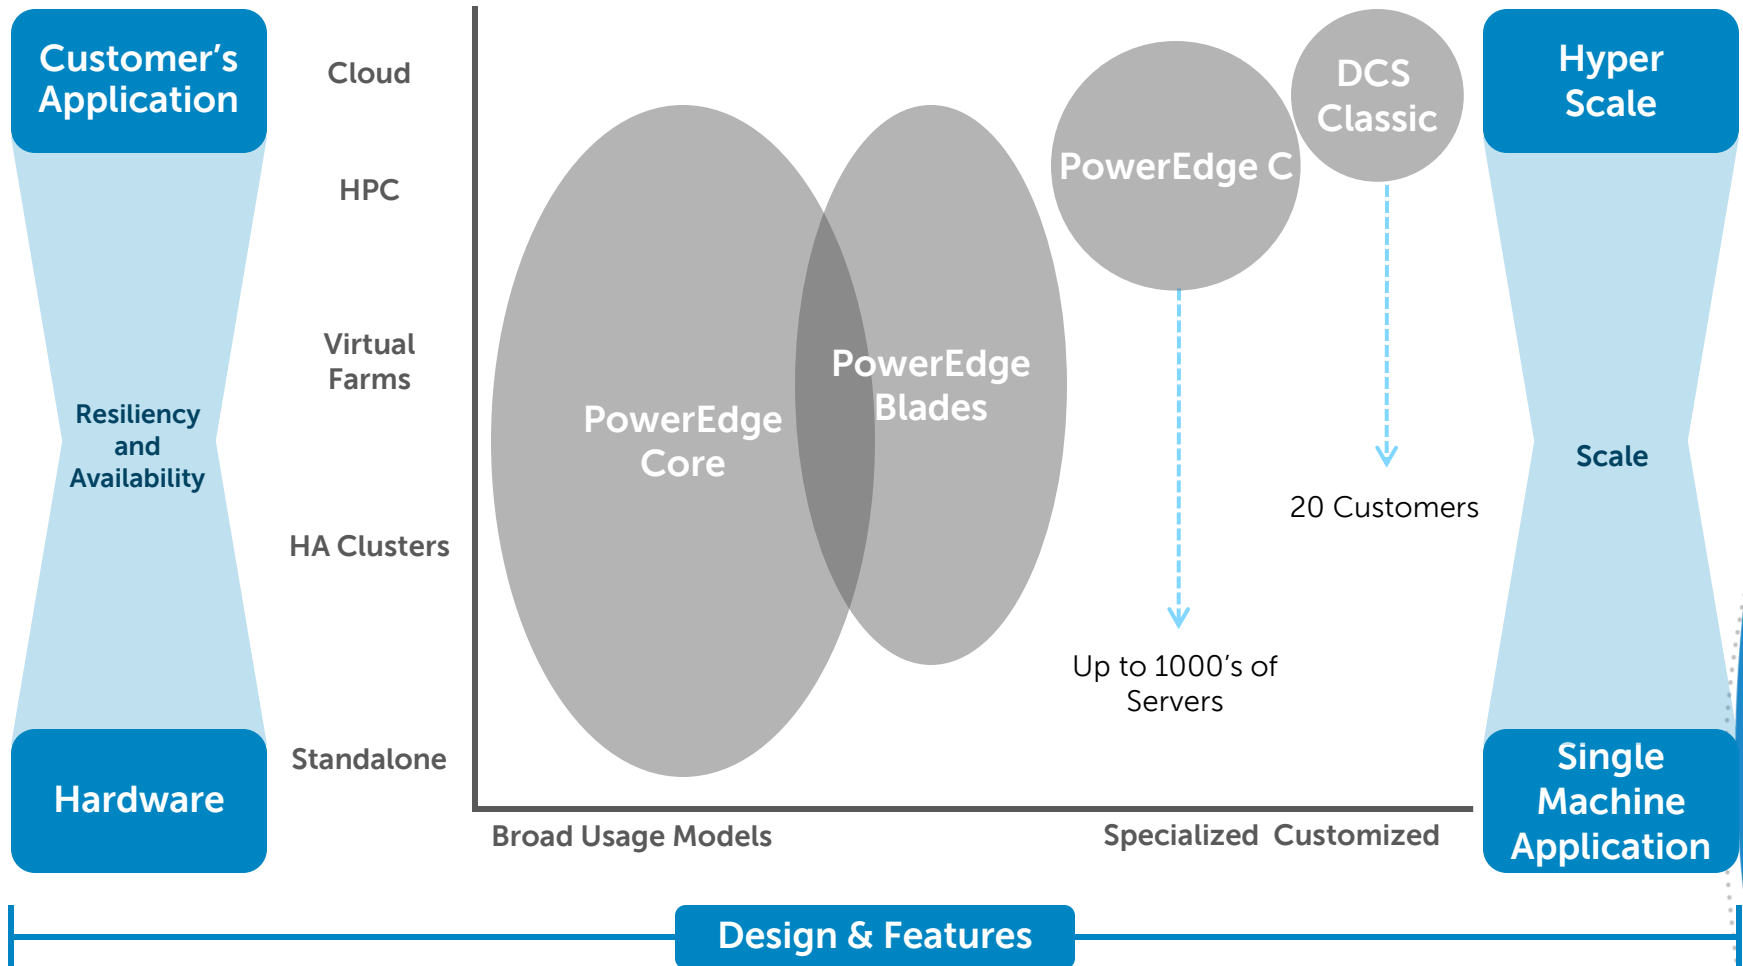 Customer's
Application
Cloud
HPC
Virtual
Farms
Resiliency
and
Availability
HA Clusters
Standalone
Hardware
PowerEdge
Core
PowerEdge
Blades
PowerEdge C
DCS
Classic
20 Customers
Up to 1000's of
Servers
Hyper
Scale
Scale
Single
Machine
Application
Broad Usage Models
Specialized
Customized
Design & Features